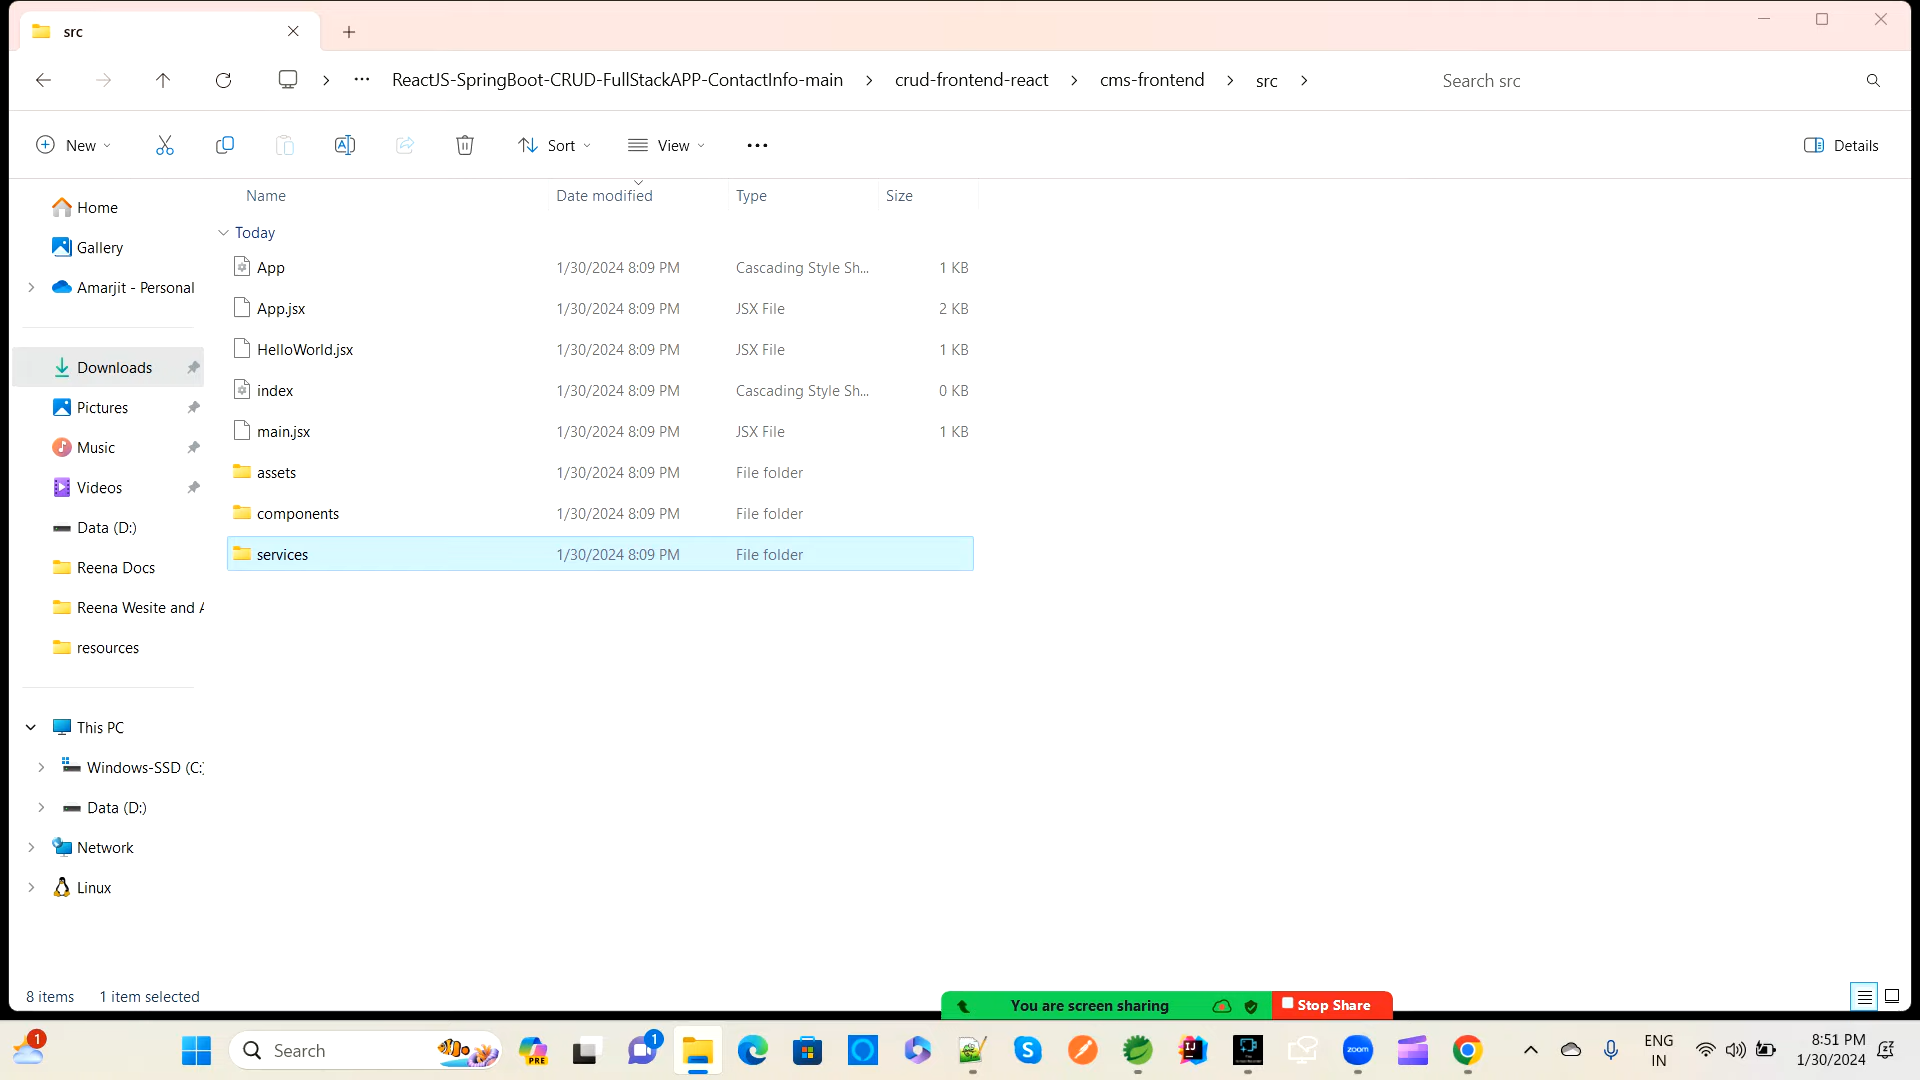 src
ReactJS-SpringBoot-CRUD-FullStackAPP-ContactInfo-main
crud-frontend-react
cms-frontend
src
Search src
New
Sort
View
Details
Name Date modified Type Size
Today
App 1/30/2024 8:09 PM Cascading Style Sh... 1 KB
App.jsx 1/30/2024 8:09 PM JSX File 2 KB
HelloWorld.jsx 1/30/2024 8:09 PM JSX File 1 KB
index 1/30/2024 8:09 PM Cascading Style Sh... 0 KB
main.jsx 1/30/2024 8:09 PM JSX File 1 KB
assets 1/30/2024 8:09 PM File folder
components 1/30/2024 8:09 PM File folder
services 1/30/2024 8:09 PM File folder
Home
Gallery
Amarjit - Personal
Downloads
Pictures
Music
Videos
Data (D:)
Reena Docs
Reena Wesite and A
resources
This PC
Windows-SSD (C:)
Data (D:)
Network
Linux
8 items 1 item selected
You are screen sharing
Stop Share
1
Search
PRE
1
zoom
ENG
IN
8:51 PM
1/30/2024